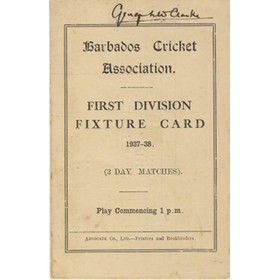 Barbados Cricket
Association.
FIRST DIVISION
FIXTURE CARD
1937-38.
(3 DAY MATCHES).
Play Commencing 1 p.m.
ADVOCATE CO., LTD.—Printers and Bookbinders.